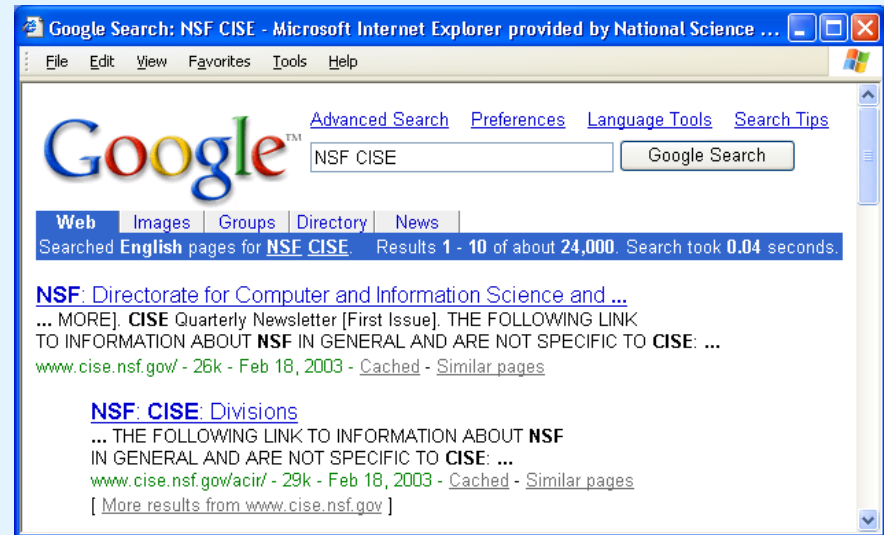 Google Search: NSF CISE - Microsoft Internet Explorer provided by National Science ...
File Edit View Favorites Tools Help
Advanced Search Preferences Language Tools Search Tips
Google™
NSF CISE Google Search
Web Images Groups Directory News
Searched English pages for NSF CISE. Results 1 - 10 of about 24,000. Search took 0.04 seconds.
NSF: Directorate for Computer and Information Science and ...
... MORE]. CISE Quarterly Newsletter [First Issue]. THE FOLLOWING LINK
TO INFORMATION ABOUT NSF IN GENERAL AND ARE NOT SPECIFIC TO CISE: ...
www.cise.nsf.gov/ - 26k - Feb 18, 2003 - Cached - Similar pages
NSF: CISE: Divisions
... THE FOLLOWING LINK TO INFORMATION ABOUT NSF
IN GENERAL AND ARE NOT SPECIFIC TO CISE: ...
www.cise.nsf.gov/acir/ - 29k - Feb 18, 2003 - Cached - Similar pages
[ More results from www.cise.nsf.gov ]